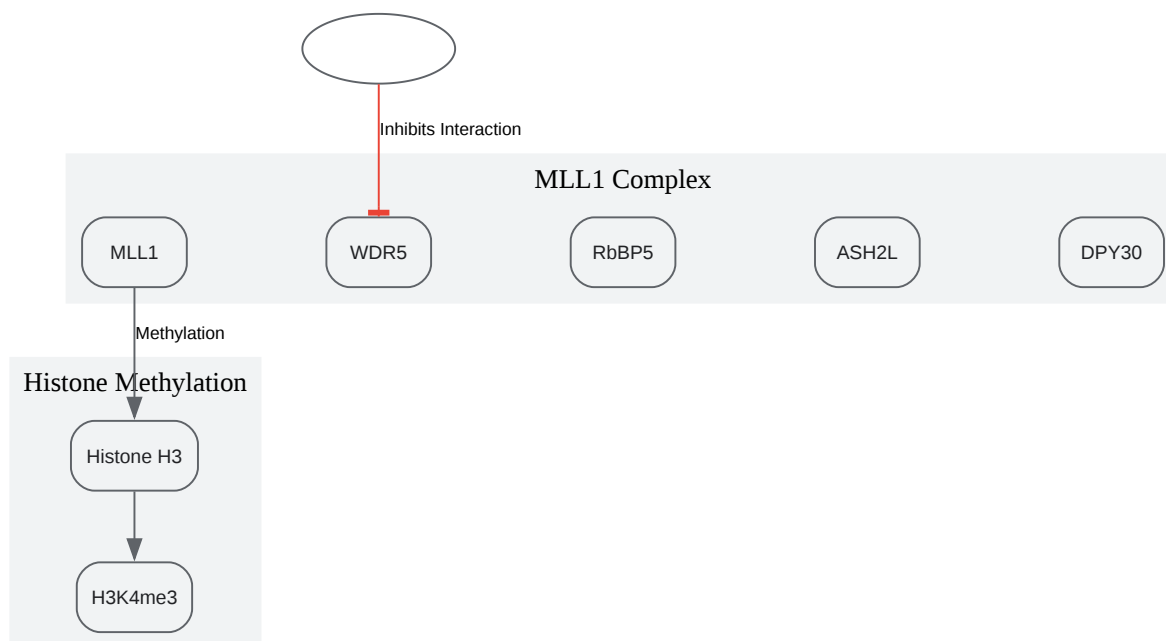 Inhibits Interaction
MLL1 Complex
MLL1
WDR5
RbBP5
ASH2L
DPY30
Methylation
Histone Methylation
Histone H3
H3K4me3